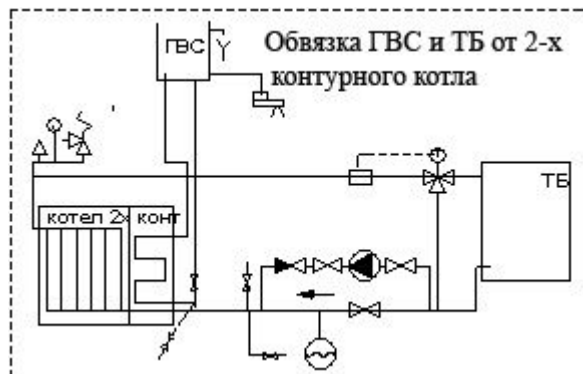 ГВС
Обвязка ГВС и ТБ от 2-х
контурного котла
ТБ
котел 2х конт